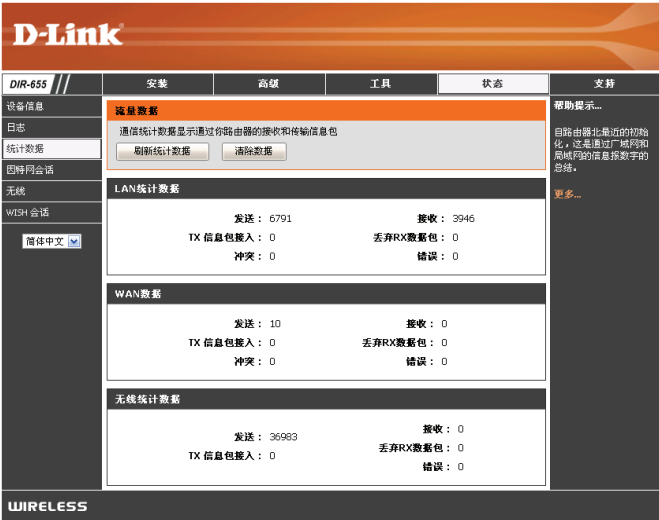 D-Link
DIR-655
安装
高级
工具
状态
支持
设备信息
日志
统计数据
因特网会话
无线
WISH 会话
简体中文
流量数据
通信统计数据显示通过你路由器的接收和传输信息包
刷新统计数据
清除数据
LAN统计数据
发送： 6791 接收： 3946
TX 信息包接入： 0 丢弃RX数据包： 0
冲突： 0 错误： 0
WAN数据
发送： 10 接收： 0
TX 信息包接入： 0 丢弃RX数据包： 0
冲突： 0 错误： 0
无线统计数据
发送： 36983
TX 信息包接入： 0
接收： 0
丢弃RX数据包： 0
错误： 0
帮助提示...
自路由器北最近的初始
化，这是通过广域网和
局域网的信息报数字的
总结。
更多...
WIRELESS